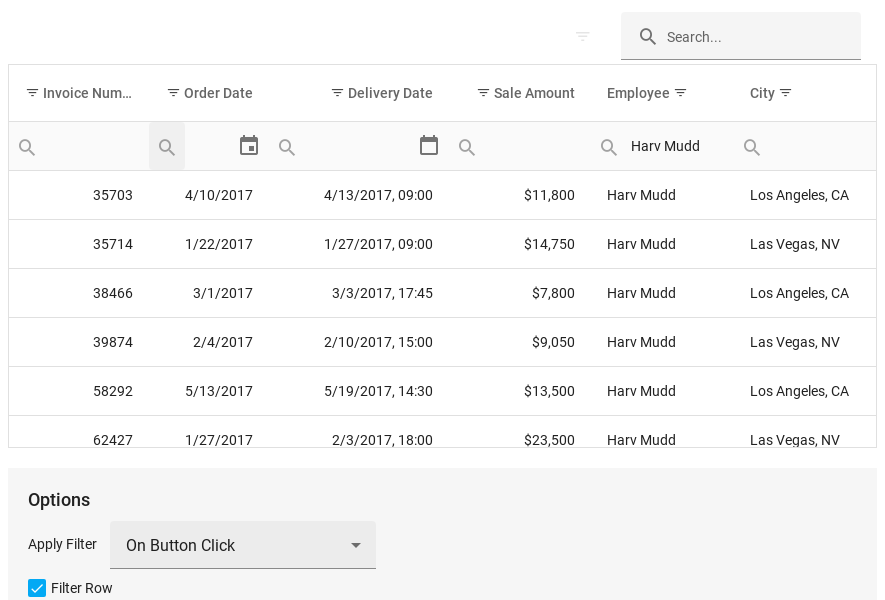 Search...
Invoice Num... Order Date Delivery Date Sale Amount Employee City
Harv Mudd
35703 4/10/2017 4/13/2017, 09:00 $11,800 Harv Mudd Los Angeles, CA
35714 1/22/2017 1/27/2017, 09:00 $14,750 Harv Mudd Las Vegas, NV
38466 3/1/2017 3/3/2017, 17:45 $7,800 Harv Mudd Los Angeles, CA
39874 2/4/2017 2/10/2017, 15:00 $9,050 Harv Mudd Las Vegas, NV
58292 5/13/2017 5/19/2017, 14:30 $13,500 Harv Mudd Los Angeles, CA
62427 1/27/2017 2/3/2017, 18:00 $23,500 Harv Mudd Las Vegas, NV
Options
Apply Filter On Button Click
Filter Row